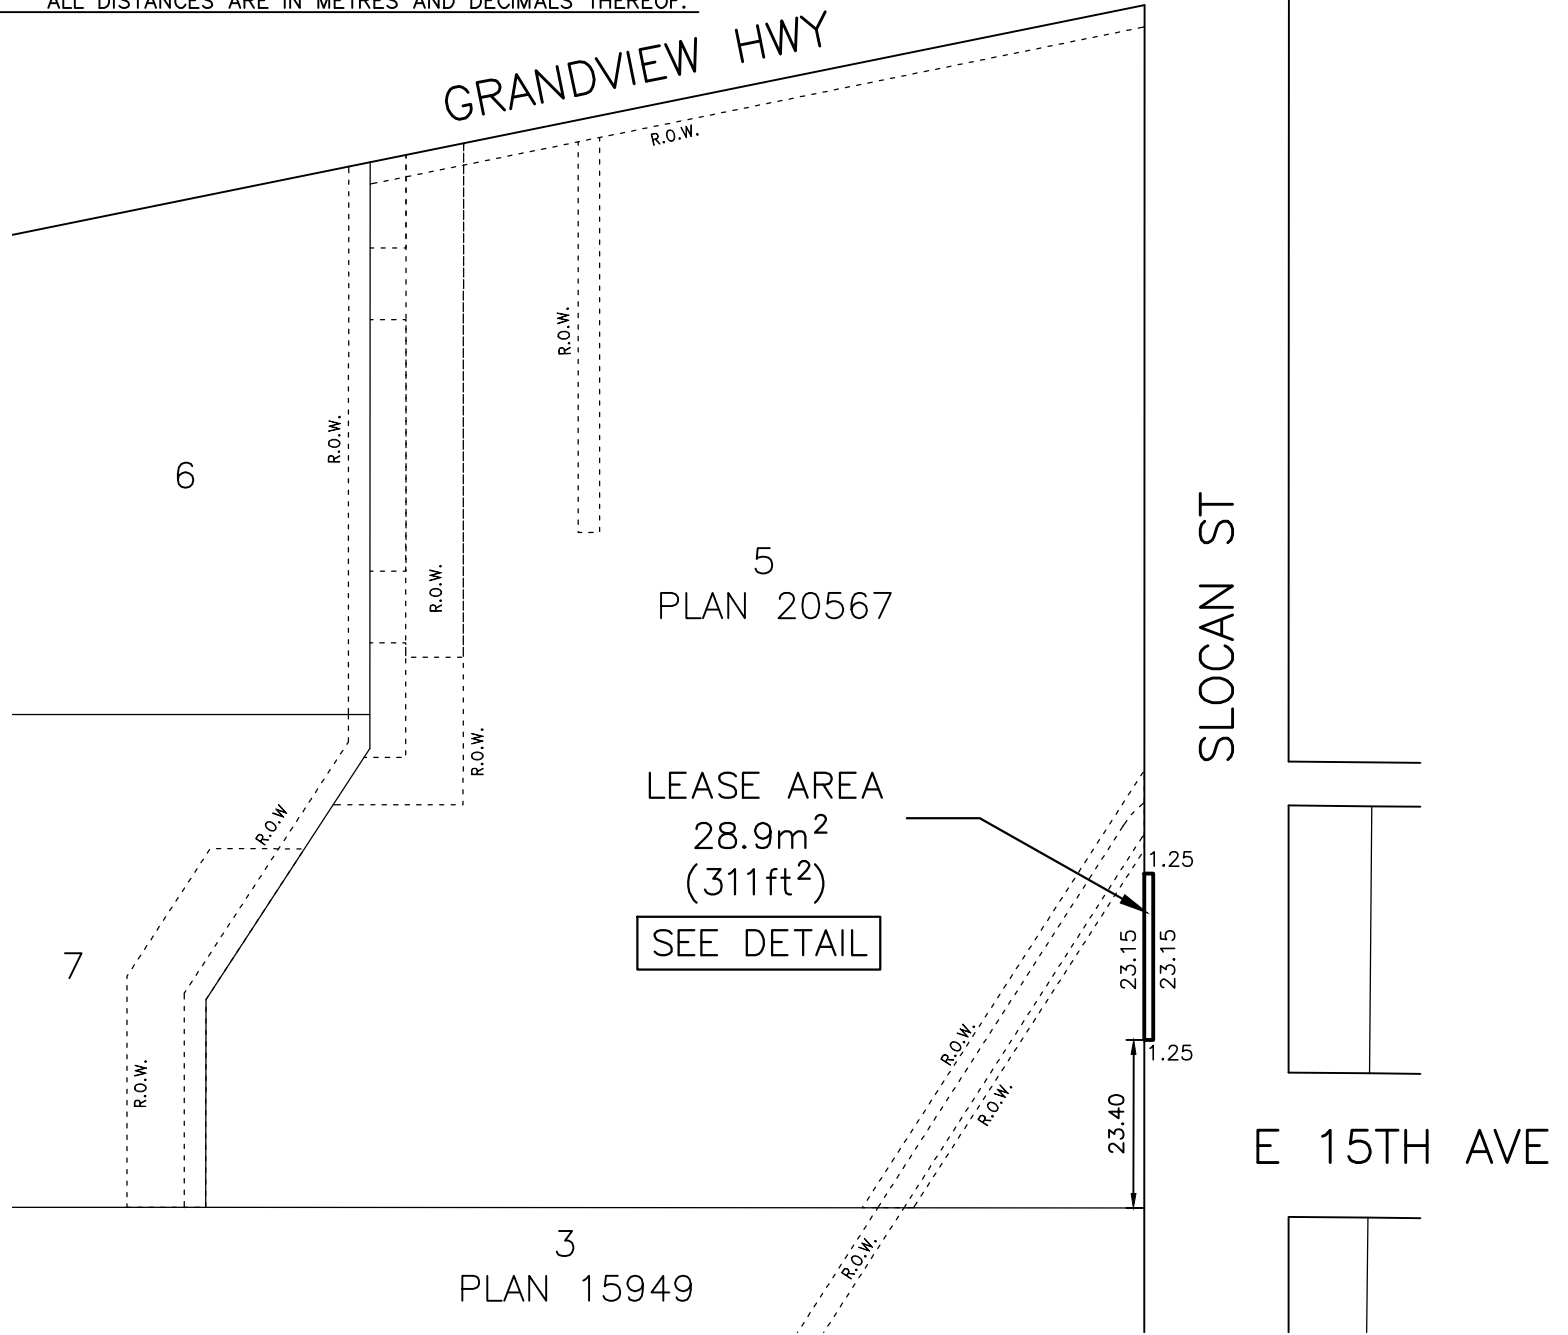 ALL DISTANCES ARE IN METRES AND DECIMALS THEREOF.
GRANDVIEW HWY
R.O.W.
R.O.W.
R.O.W.
6
R.O.W.
5
PLAN 20567
SLOCAN ST
R.O.W.
LEASE AREA
28.9m²
(311ft²)
SEE DETAIL
R.O.W
1.25
23.15
23.15
7
R.O.W.
1.25
R.O.W.
R.O.W.
23.40
E 15TH AVE
3
PLAN 15949
R.O.W.